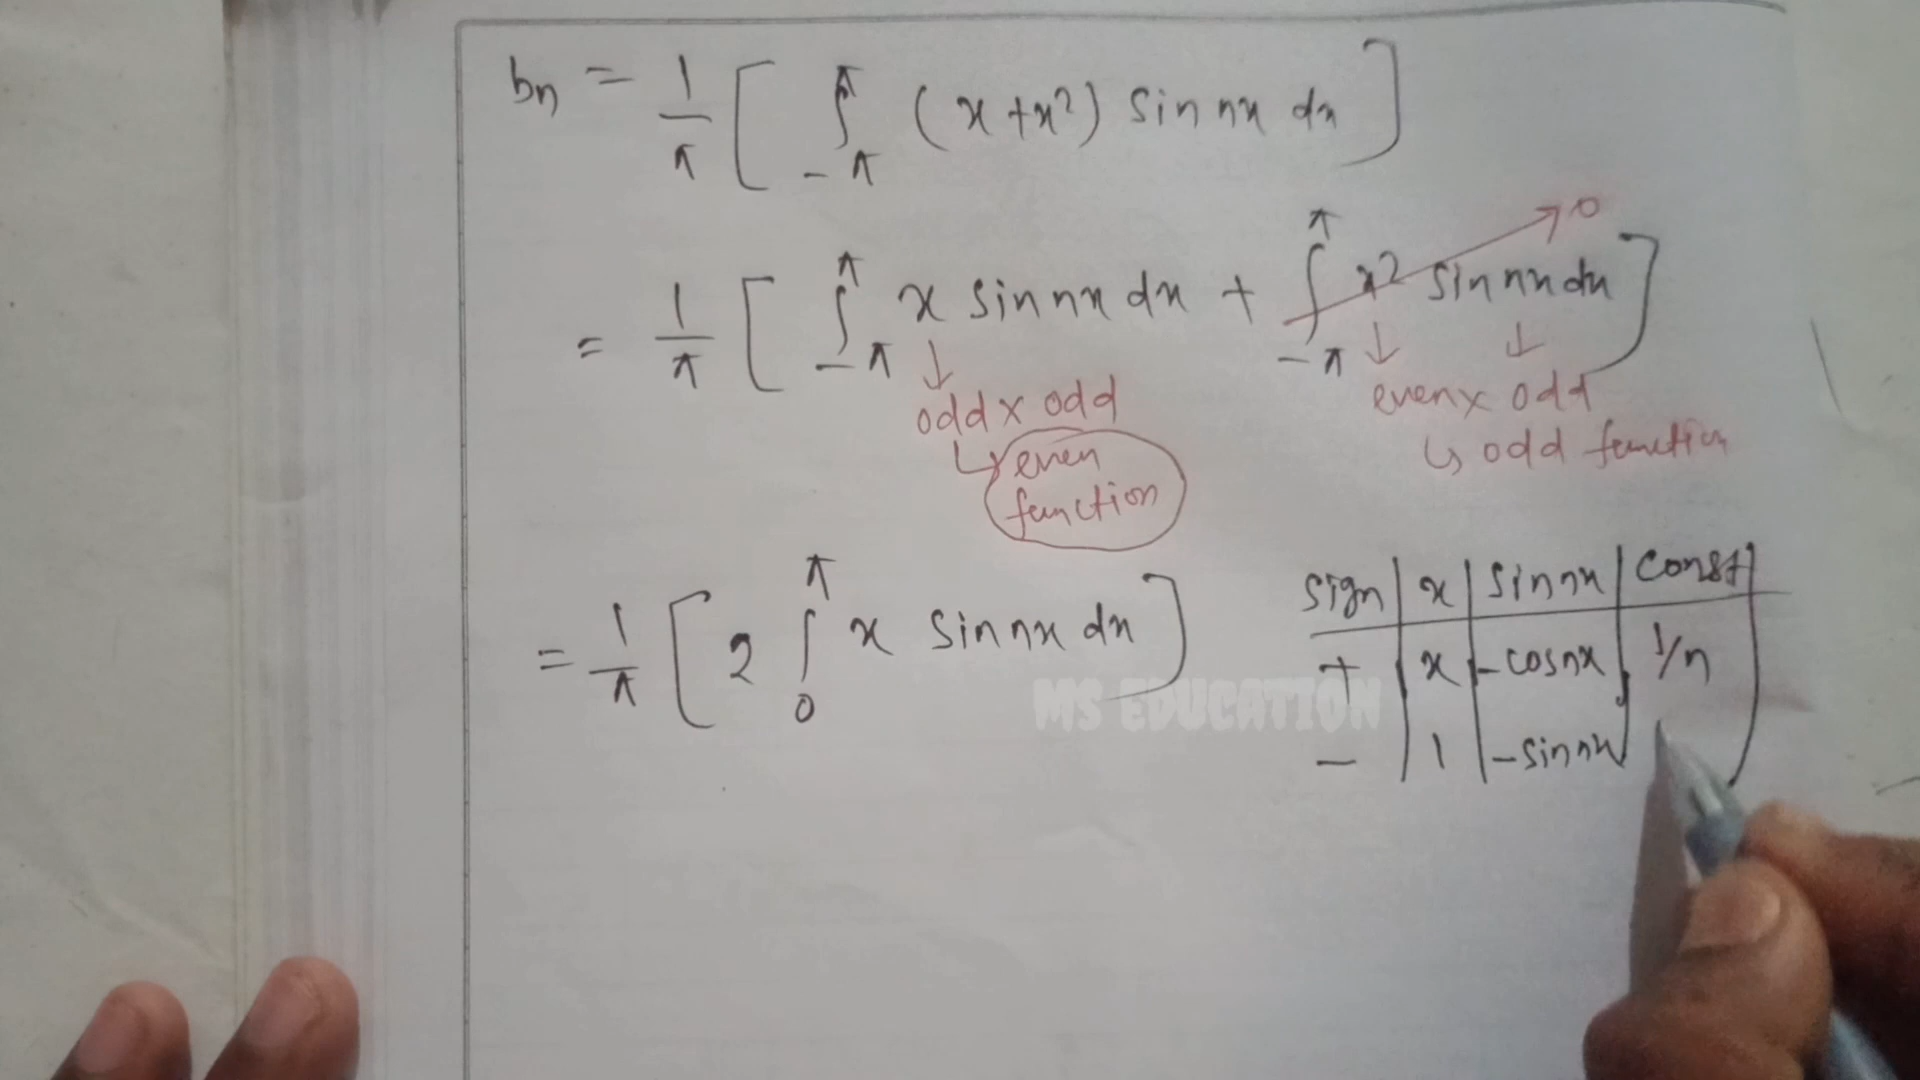 bn = 1/π [ ∫_{-π}^{π} (x+x²) sin nx dx ]
= 1/π [ ∫_{-π}^{π} x sin nx dx + ∫_{-π}^{π} x² sin nx dx ] → 0
↓ odd x odd
↳ even function
↓ ↓ even x odd
↳ odd function
= 1/π [ 2 ∫_{0}^{π} x sin nx dx ]
sign | x | sin nx | const
+ | x | -cos nx | 1/n
- | 1 | -sin nx |
MS EDUCATION